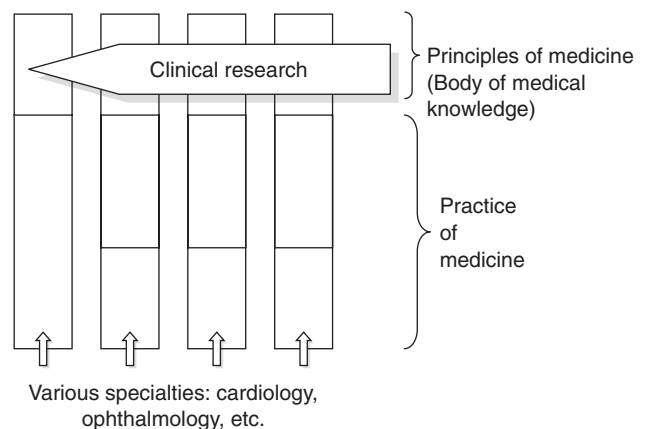 Clinical research
Principles of medicine
(Body of medical
knowledge)
Practice
of
medicine
Various specialties: cardiology,
ophthalmology, etc.